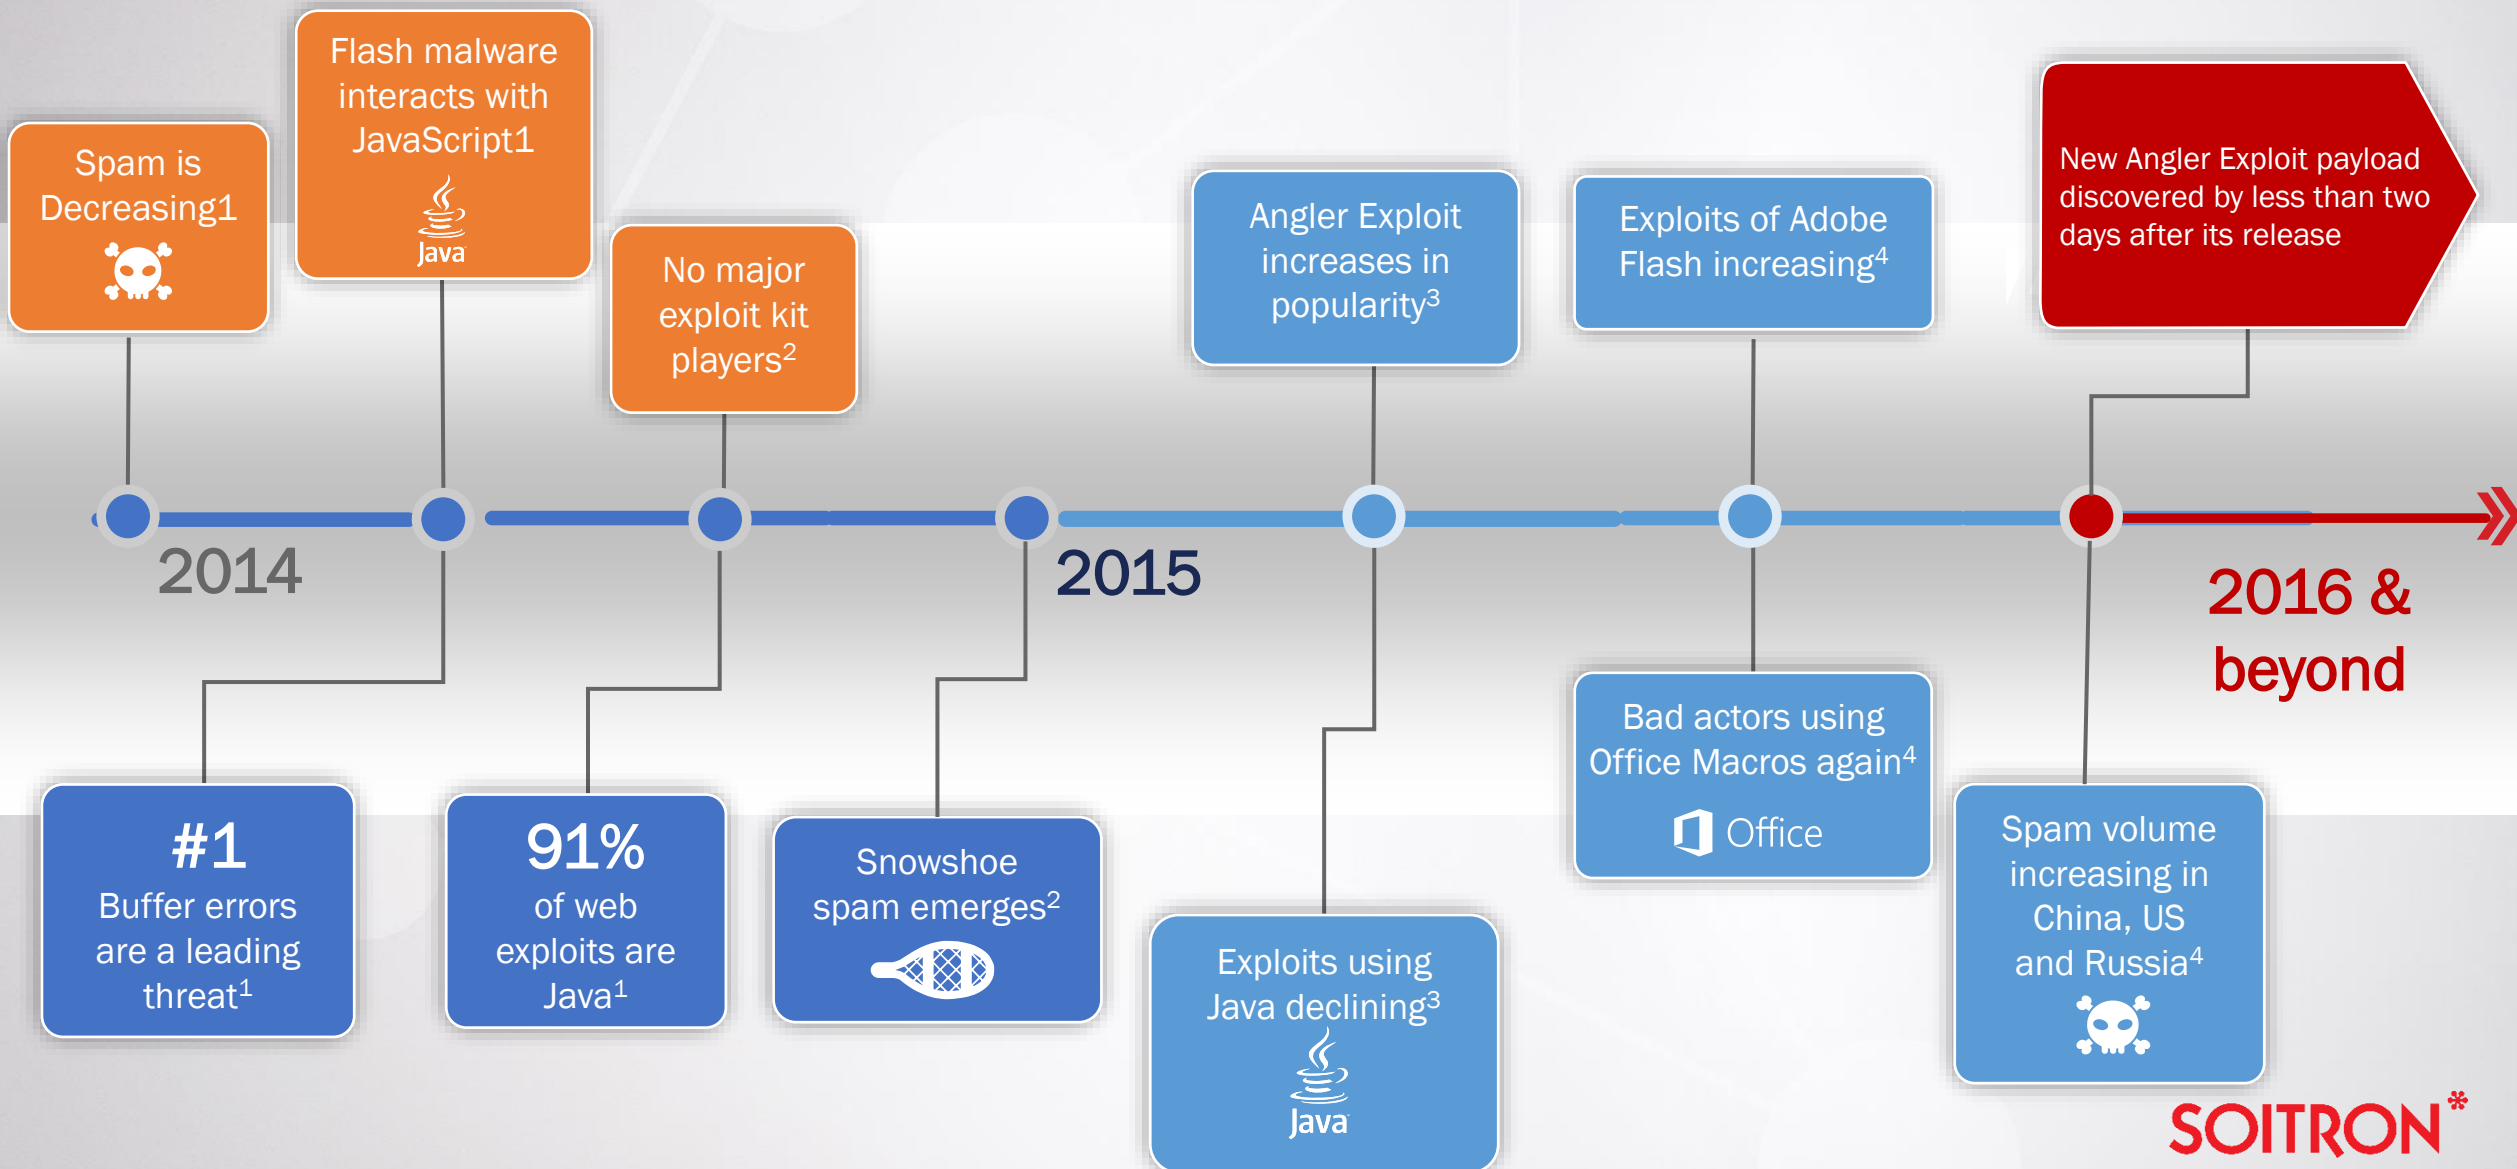 Spam is
Decreasing1
Flash malware
interacts with
JavaScript1
Java
No major
exploit kit
players²
Angler Exploit
increases in
popularity³
Exploits of Adobe
Flash increasing⁴
New Angler Exploit payload
discovered by less than two
days after its release
2014
2015
2016 &
beyond
#1
Buffer errors
are a leading
threat¹
91%
of web
exploits are
Java¹
Snowshoe
spam emerges²
Exploits using
Java declining³
Java
Bad actors using
Office Macros again⁴
Office
Spam volume
increasing in
China, US
and Russia⁴
SOITRON*